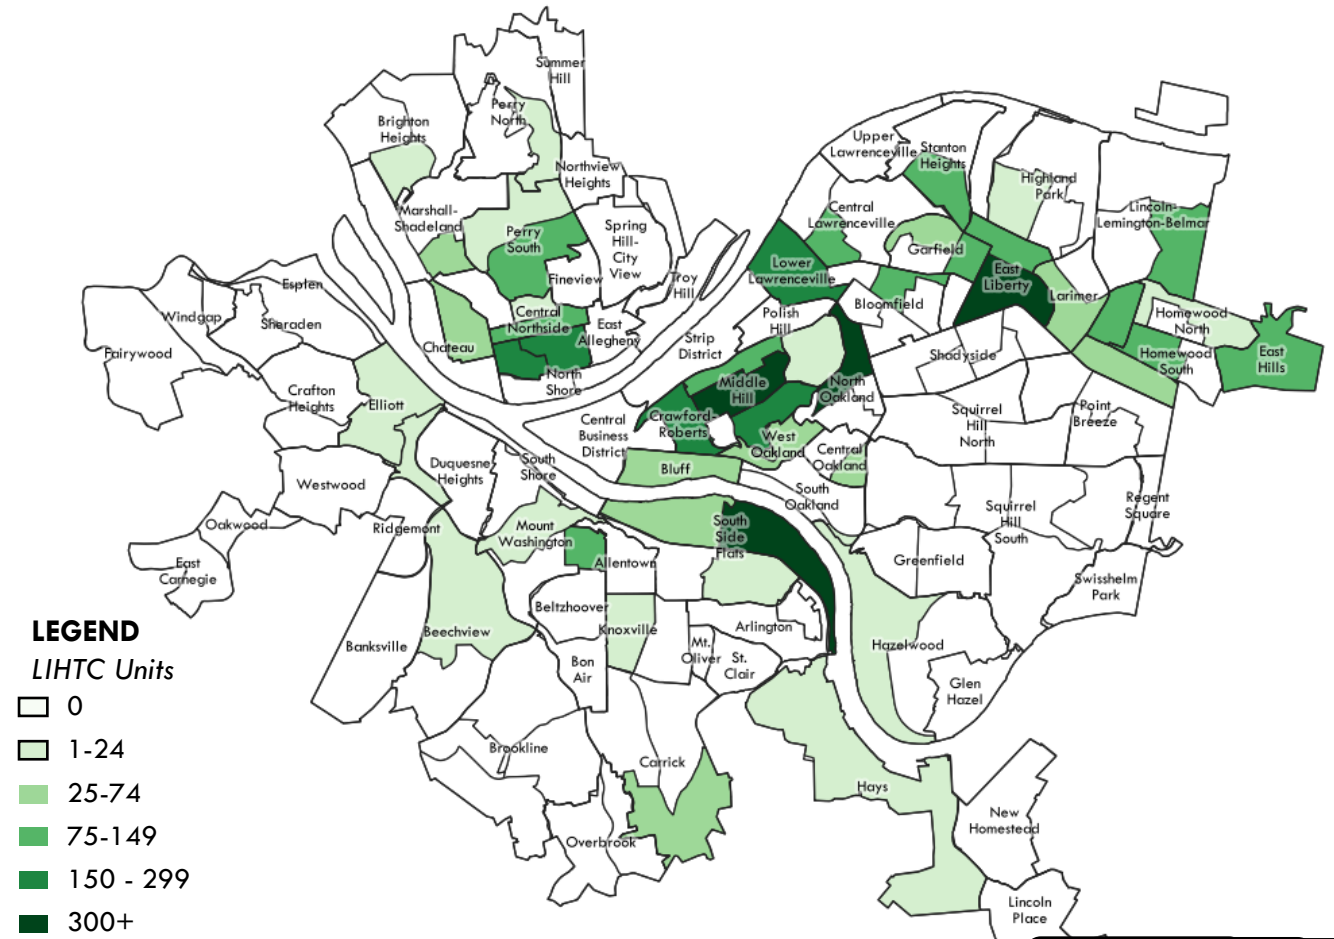 Summer
Hill
Perry
North
Brighton
Heights
Upper
Lawrenceville
Stanton
Heights
Northview
Heights
Highland
Park
Marshall-
Shadeland
Central
Lawrenceville
Lincoln-
Lemington-Belmar
Perry
South
Spring
Hill-
City
View
Garfield
Lower
Lawrenceville
East
Liberty
Fineview
Troy
Hill
Larimer
Esplen
Windgap
Sheraden
Bloomfield
Central
Northside
East
Allegheny
Polish
Hill
Homewood
North
Fairywood
Chateau
Strip
District
Shadyside
Homewood
South
East
Hills
North
Shore
Middle
Hill
North
Oakland
Crafton
Heights
Elliott
Crawford-
Roberts
Central
Business
District
Squirrel
Hill
North
Point
Breeze
West
Oakland
Central
Oakland
Duquesne
Heights
South
Shore
Bluff
Westwood
South
Oakland
Squirrel
Hill
South
Regent
Square
Oakwood
Ridgemont
Mount
Washington
South
Side
Flats
East
Carnegie
Allentown
Greenfield
Swisshelm
Park
Beltzhoover
Beechview
Knoxville
Arlington
Banksville
Mt.
Oliver
St.
Clair
Hazelwood
Bon
Air
Glen
Hazel
Brookline
Carrick
Hays
Overbrook
New
Homestead
Lincoln
Place
LEGEND
LIHTC Units
0
1-24
25-74
75-149
150 - 299
300+